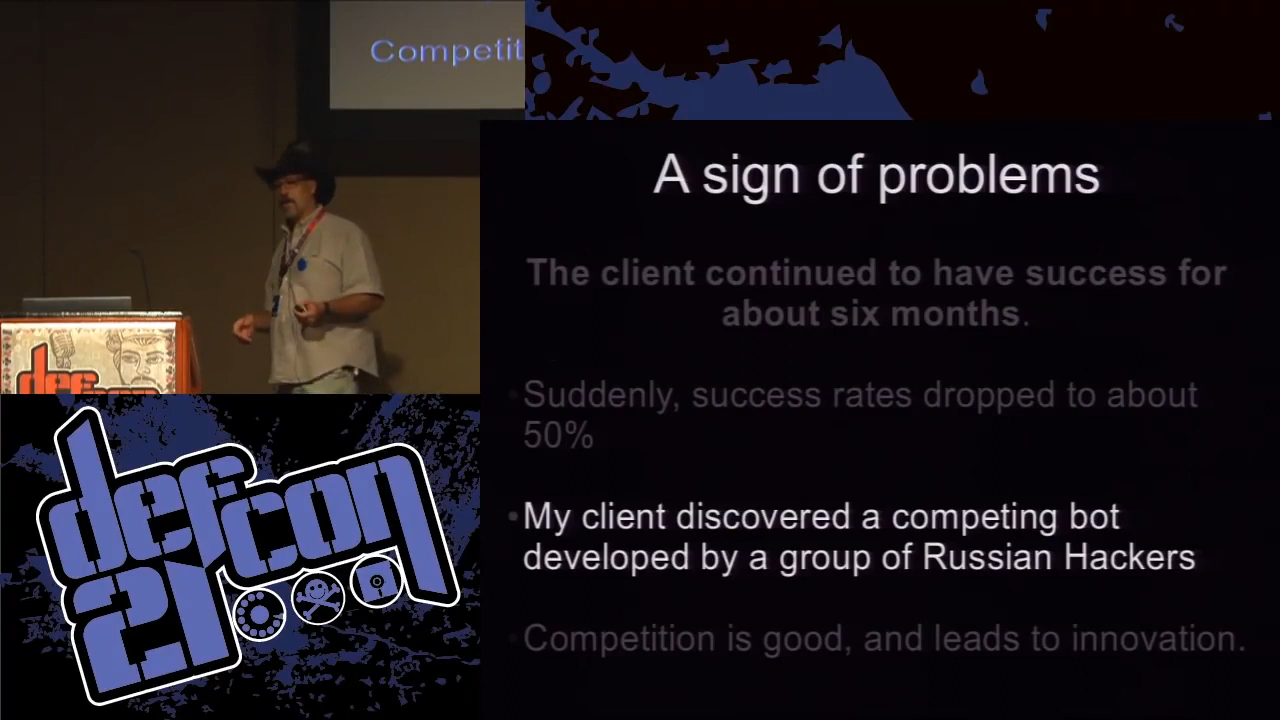 Competit
A sign of problems
The client continued to have success for
about six months.
Suddenly, success rates dropped to about
50%
My client discovered a competing bot
developed by a group of Russian Hackers
Competition is good, and leads to innovation.
defcon
defcon
21